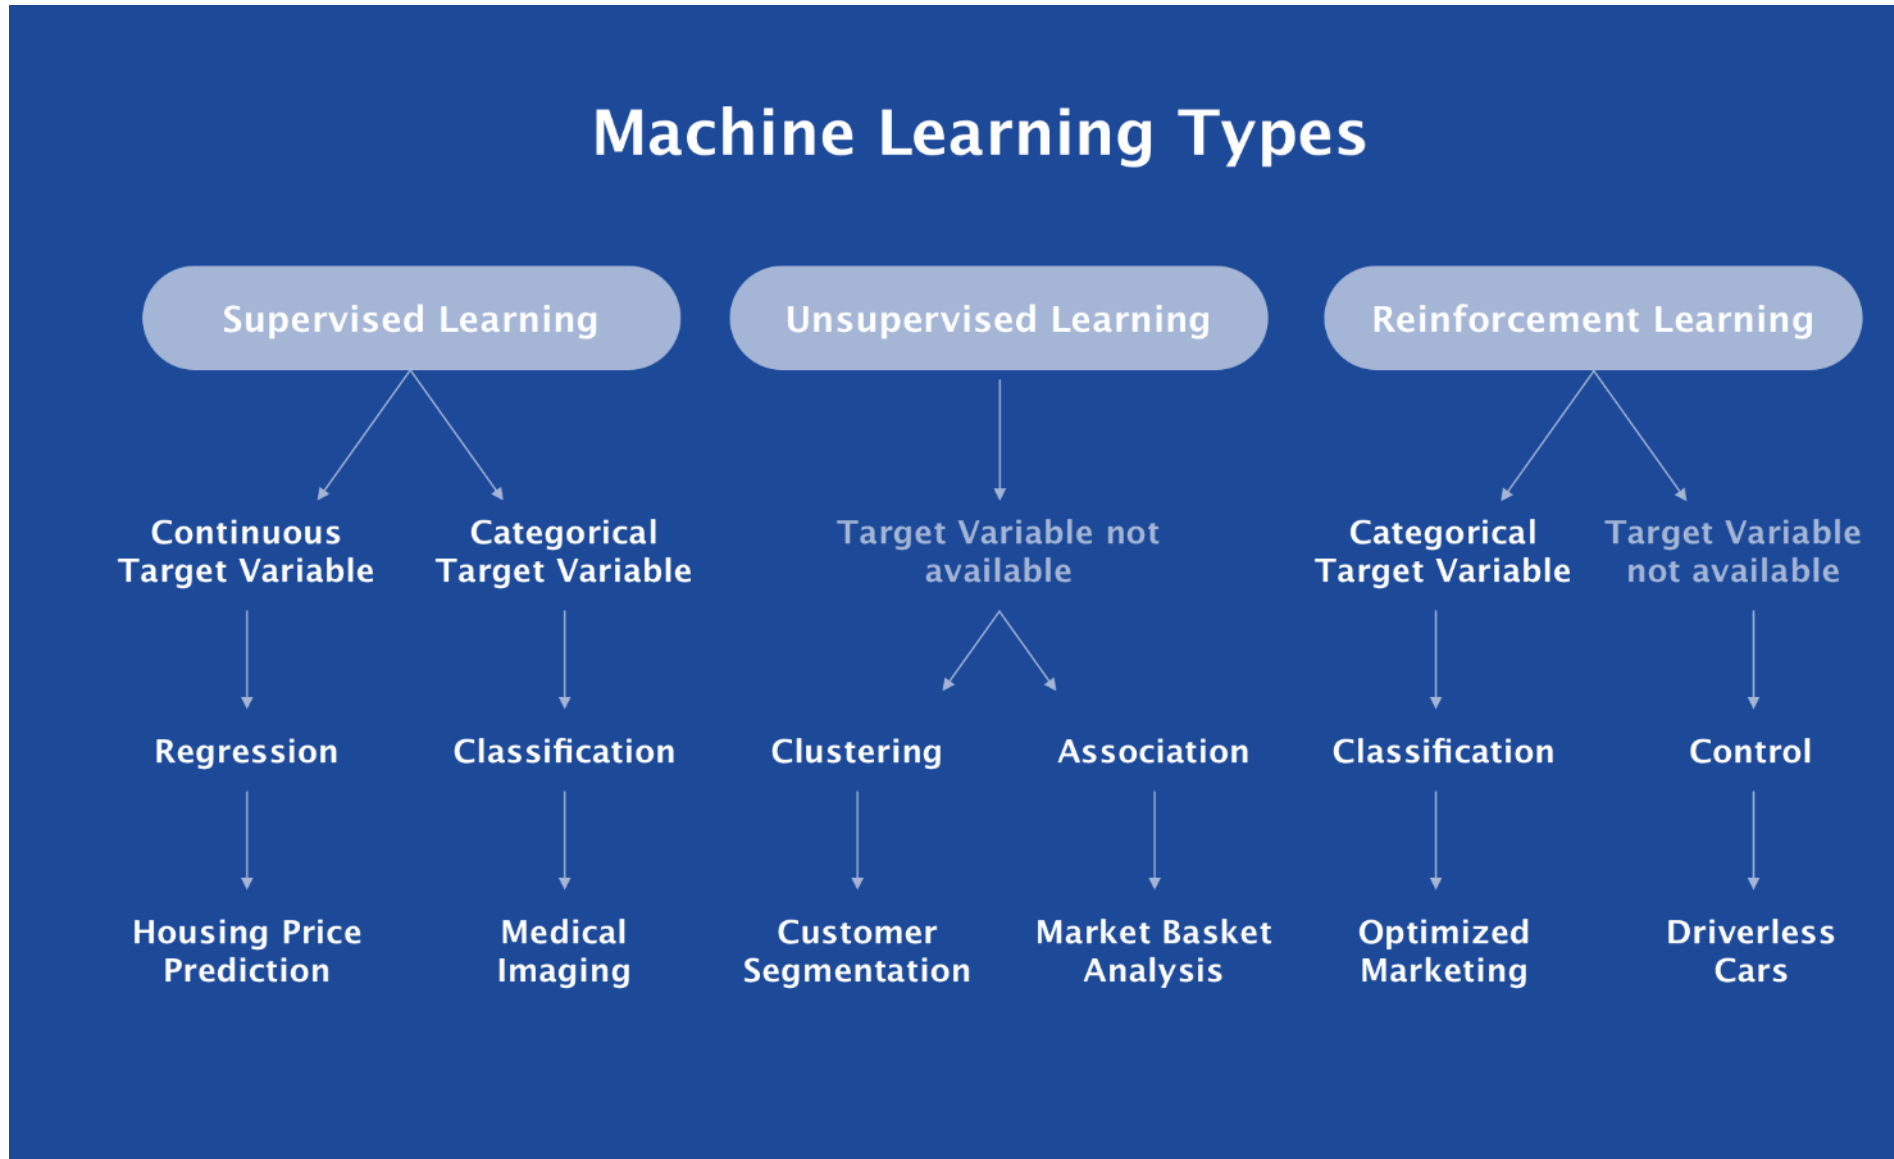 Machine Learning Types
Supervised Learning
Unsupervised Learning
Reinforcement Learning
Continuous
Target Variable
Categorical
Target Variable
Target Variable not
available
Categorical
Target Variable
Target Variable
not available
Regression
Classification
Clustering
Association
Classification
Control
Housing Price
Prediction
Medical
Imaging
Customer
Segmentation
Market Basket
Analysis
Optimized
Marketing
Driverless
Cars